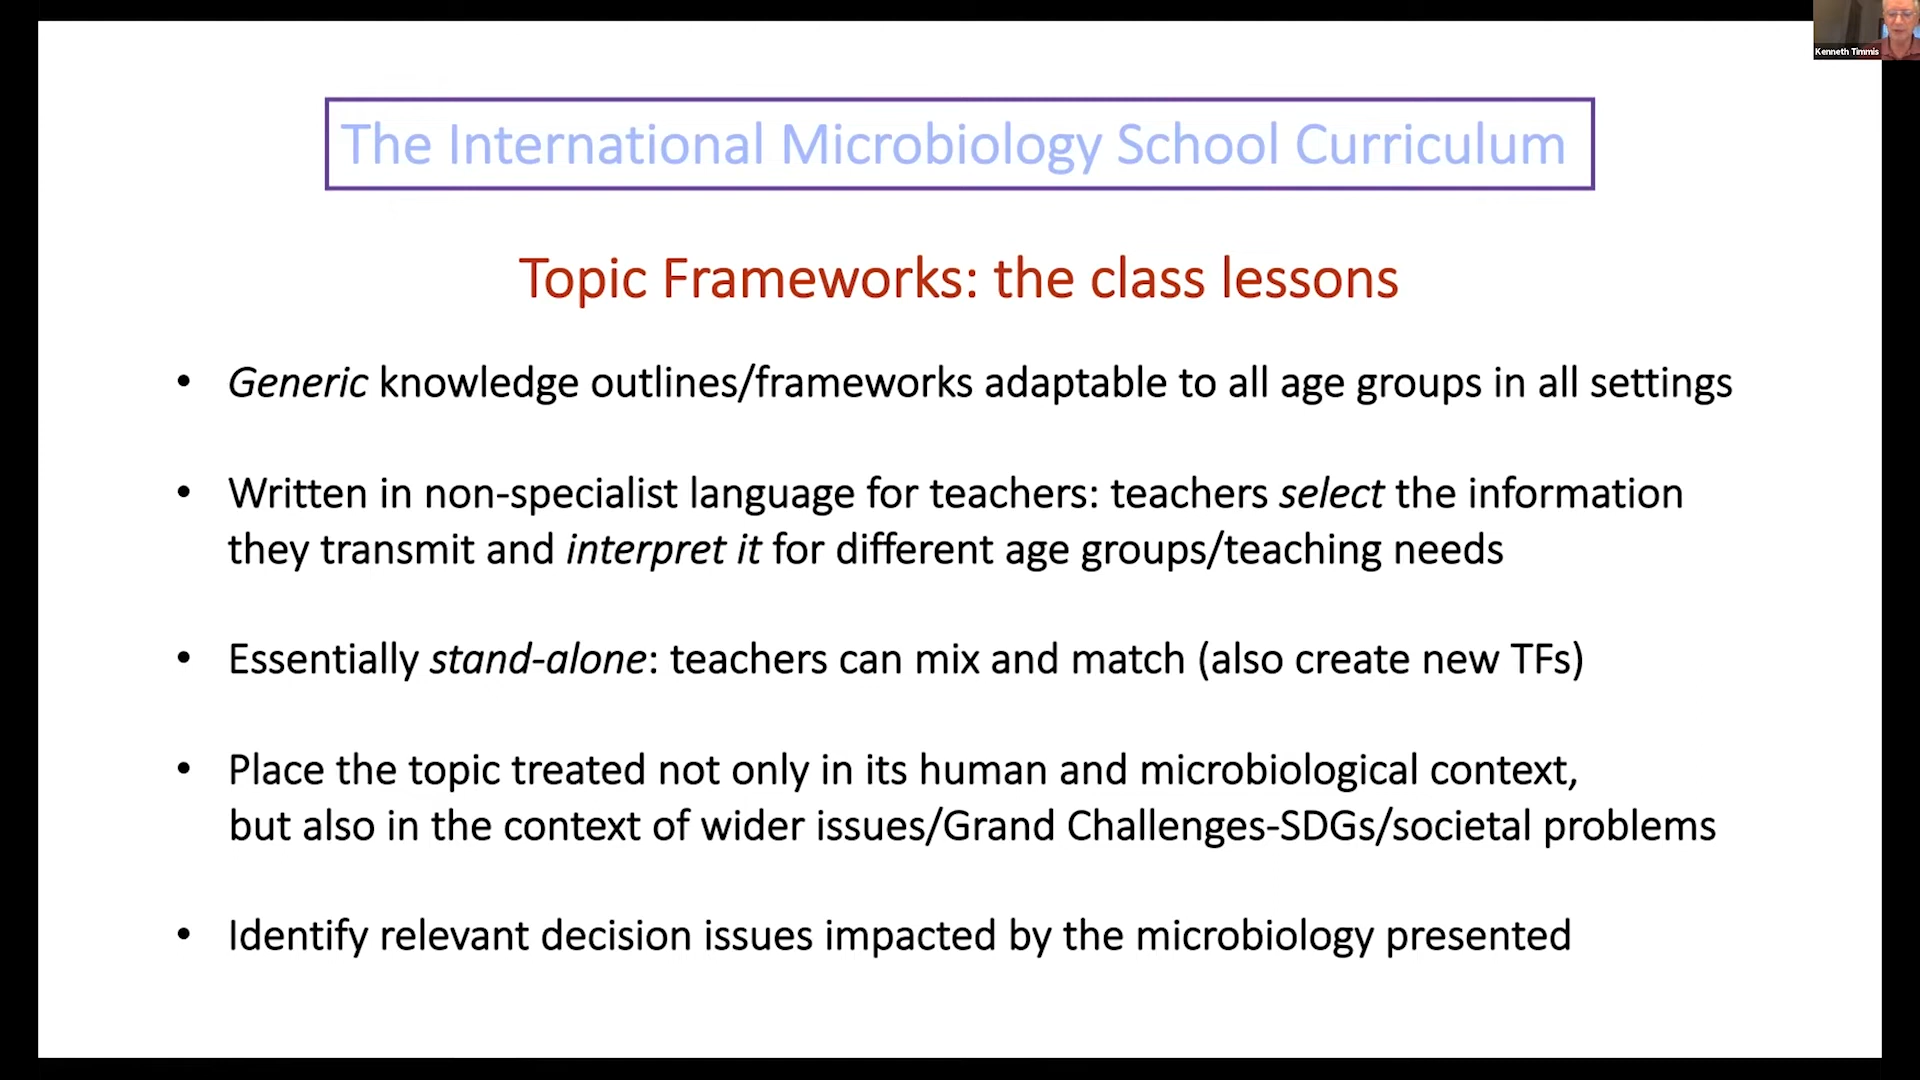 Kenneth Timmis
The International Microbiology School Curriculum
Topic Frameworks: the class lessons
• Generic knowledge outlines/frameworks adaptable to all age groups in all settings
• Written in non-specialist language for teachers: teachers select the information
they transmit and interpret it for different age groups/teaching needs
• Essentially stand-alone: teachers can mix and match (also create new TFs)
• Place the topic treated not only in its human and microbiological context,
but also in the context of wider issues/Grand Challenges-SDGs/societal problems
• Identify relevant decision issues impacted by the microbiology presented